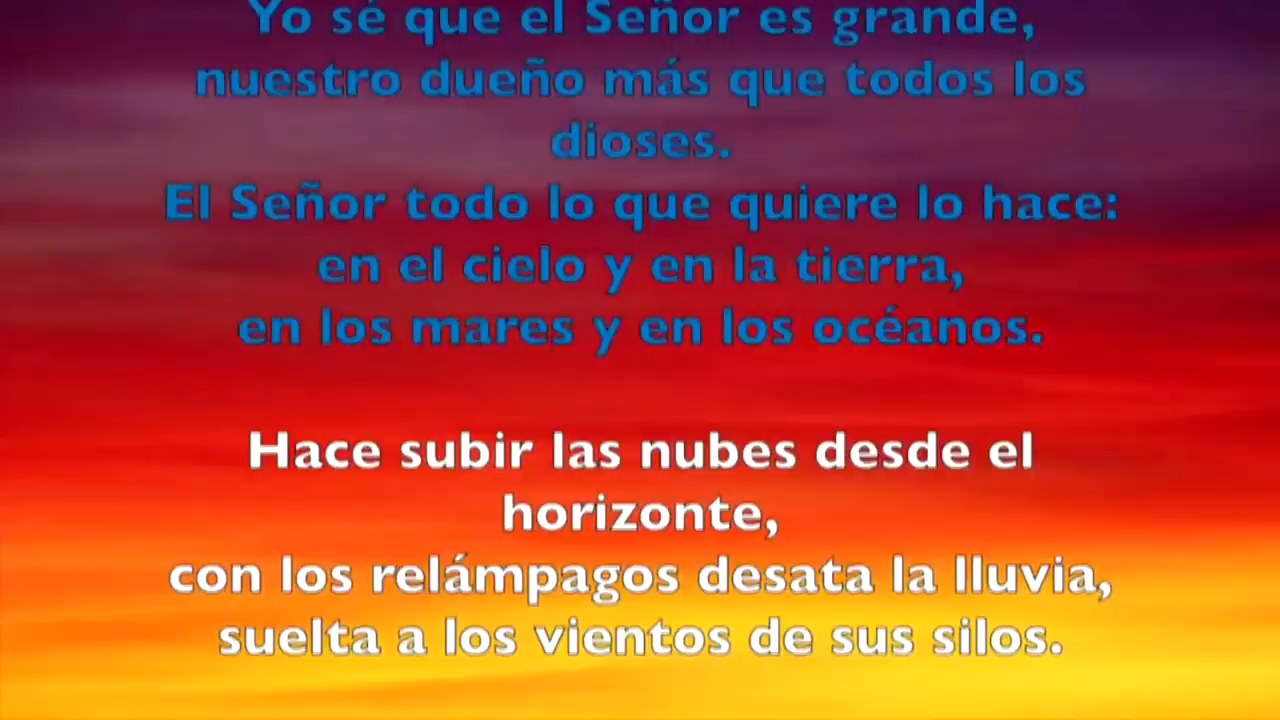 Yo sé que el Señor es grande,
nuestro dueño más que todos los
dioses.
El Señor todo lo que quiere lo hace:
en el cielo y en la tierra,
en los mares y en los océanos.
Hace subir las nubes desde el
horizonte,
con los relámpagos desata la lluvia,
suelta a los vientos de sus silos.